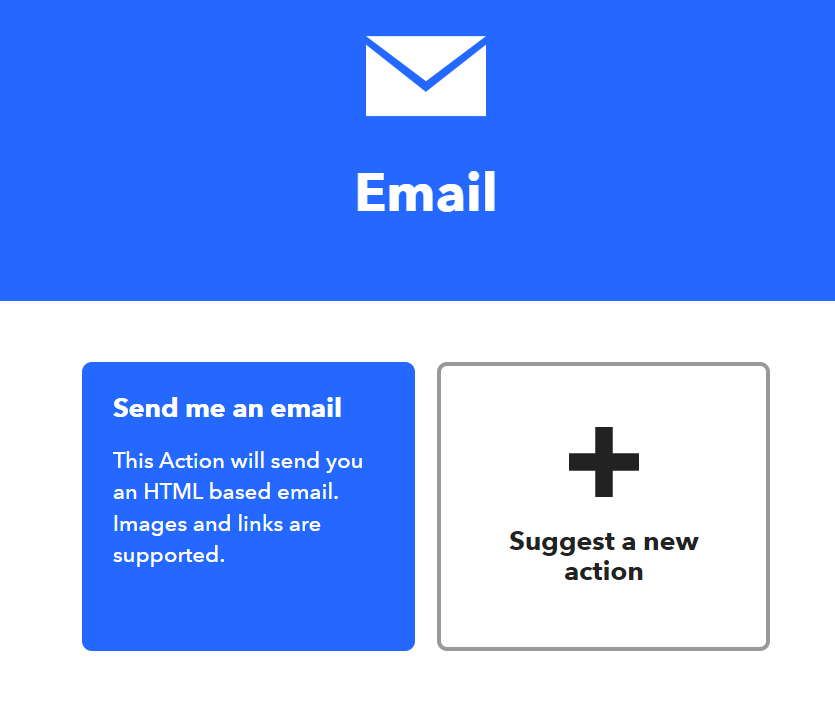 Email
Send me an email
This Action will send you
an HTML based email.
Images and links are
supported.
Suggest a new
action